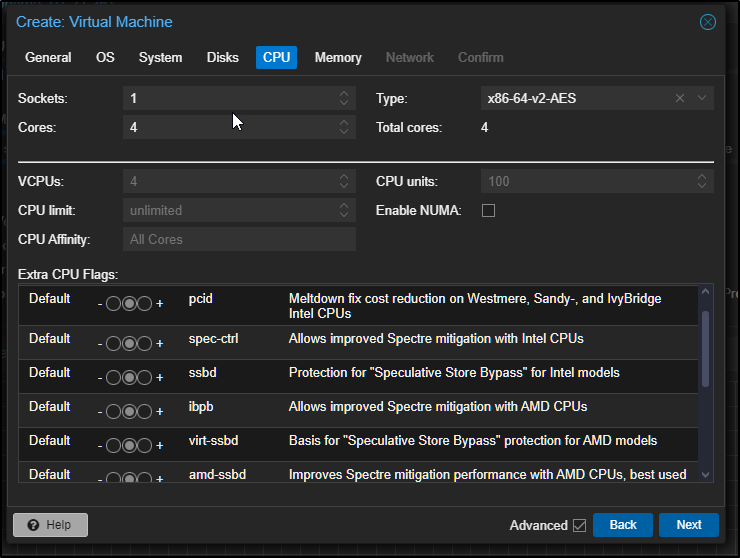 Create: Virtual Machine
General OS System Disks CPU Memory Network Confirm
Sockets: 1 Type: x86-64-v2-AES
Cores: 4 Total cores: 4
VCPUs: 4 CPU units: 100
CPU limit: unlimited Enable NUMA:
CPU Affinity: All Cores
Extra CPU Flags:
Default - + pcid Meltdown fix cost reduction on Westmere, Sandy-, and IvyBridge
Intel CPUs
Default - + spec-ctrl Allows improved Spectre mitigation with Intel CPUs
Default - + ssbd Protection for "Speculative Store Bypass" for Intel models
Default - + ibpb Allows improved Spectre mitigation with AMD CPUs
Default - + virt-ssbd Basis for "Speculative Store Bypass" protection for AMD models
Default - + amd-ssbd Improves Spectre mitigation performance with AMD CPUs, best used
? Help Advanced Back Next